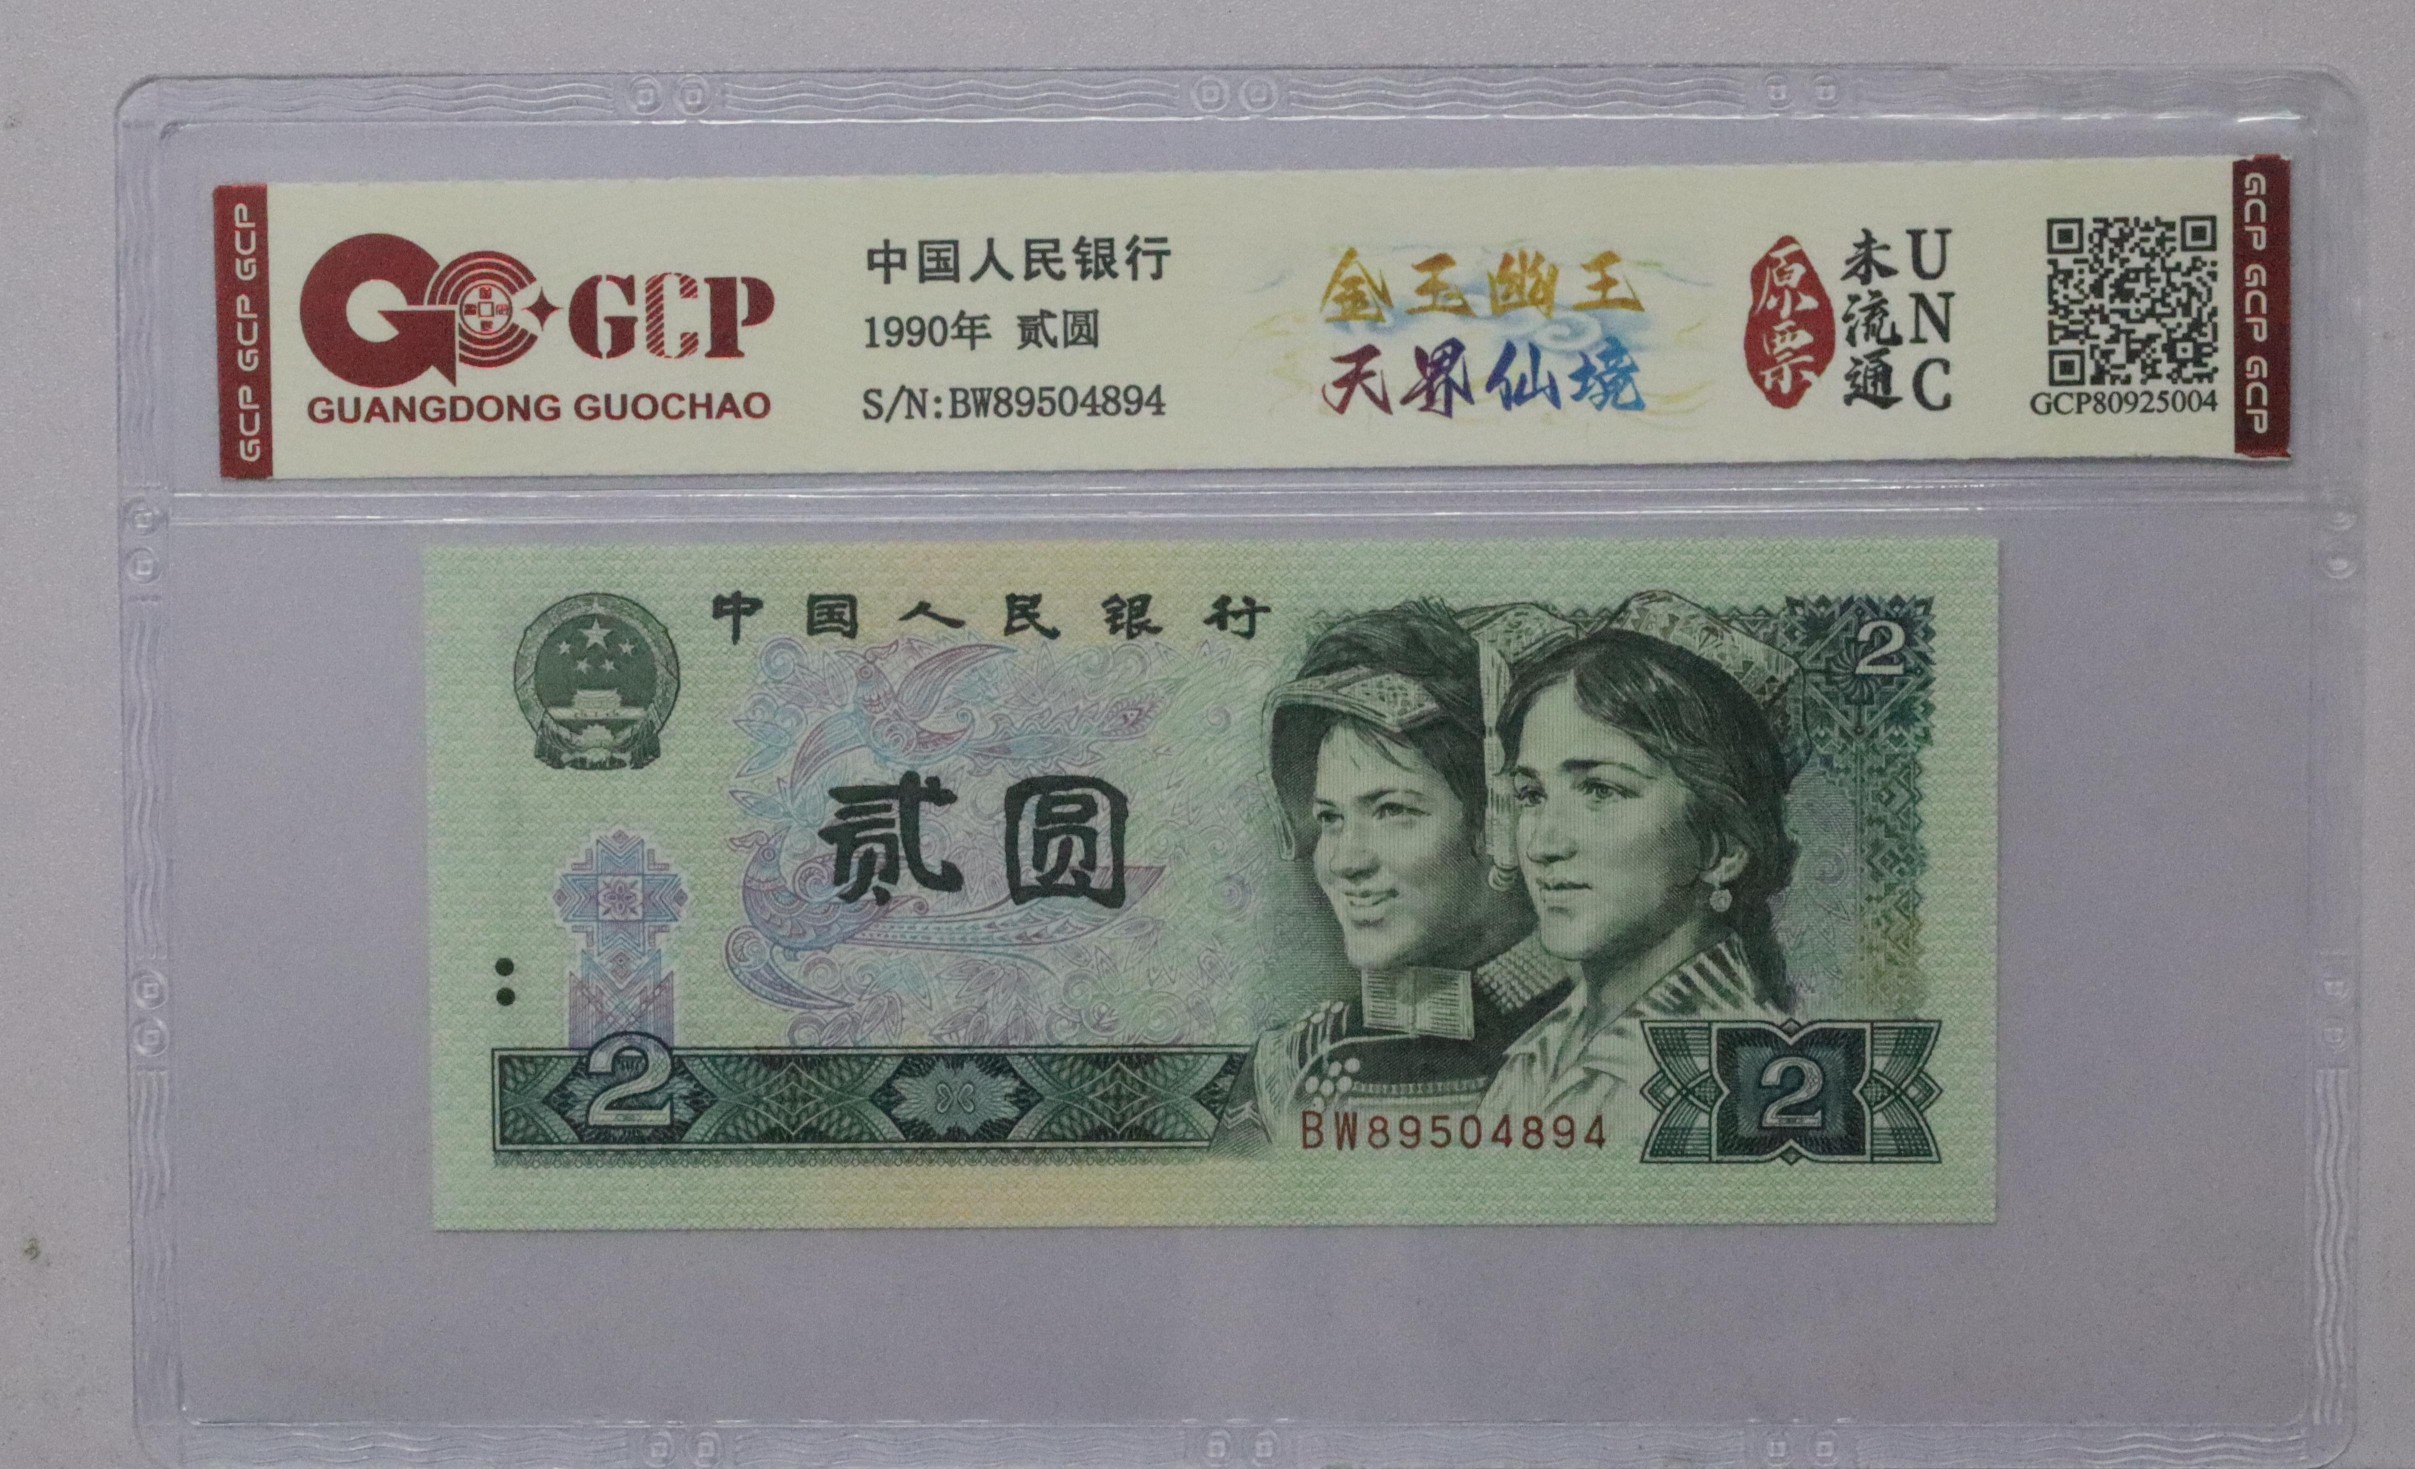 GCP GCP GCP
GCP
GUANGDONG GUOCHAO
中国人民银行
1990年 贰圆
S/N:BW89504894
金玉幽王
天界仙境
原票
未流通
UNC
GCP80925004
GCP GCP GCP
中国人民银行
2
贰圆
2
BW89504894
2